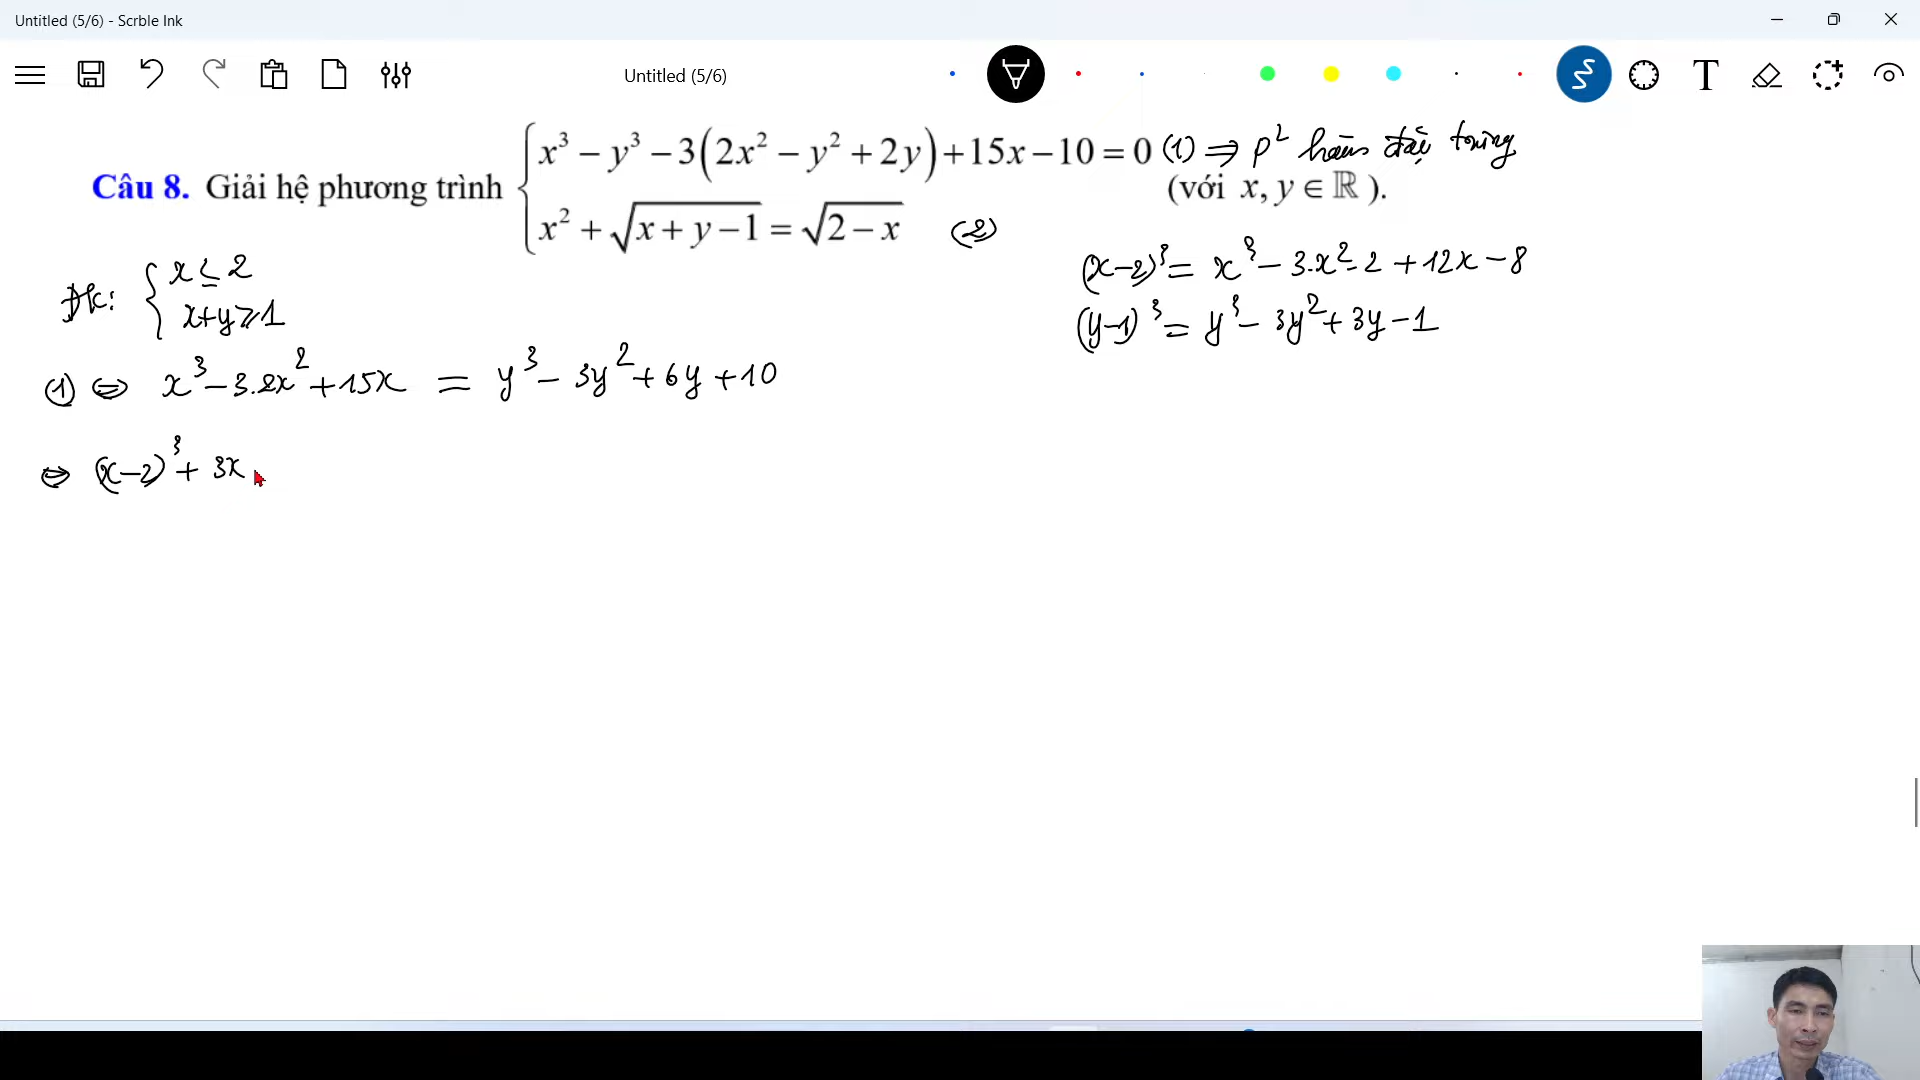 Untitled (5/6) - Scrble Ink
Untitled (5/6)
T
Câu 8. Giải hệ phương trình { x³ − y³ − 3(2x² − y² + 2y) + 15x − 10 = 0
x² + √(x + y − 1) = √(2 − x)
(với x, y ∈ ℝ ).
(1) ⇒ P² hàm đặc trưng
(2)
(x−2)³ = x³ − 3.x².2 + 12x − 8
(y−1)³ = y³ − 3y² + 3y − 1
Đk: { x ≤ 2
x+y ≥ 1
(1) ⇔ x³ − 3.2x² + 15x = y³ − 3y² + 6y + 10
⇔ (x−2)³ + 3x